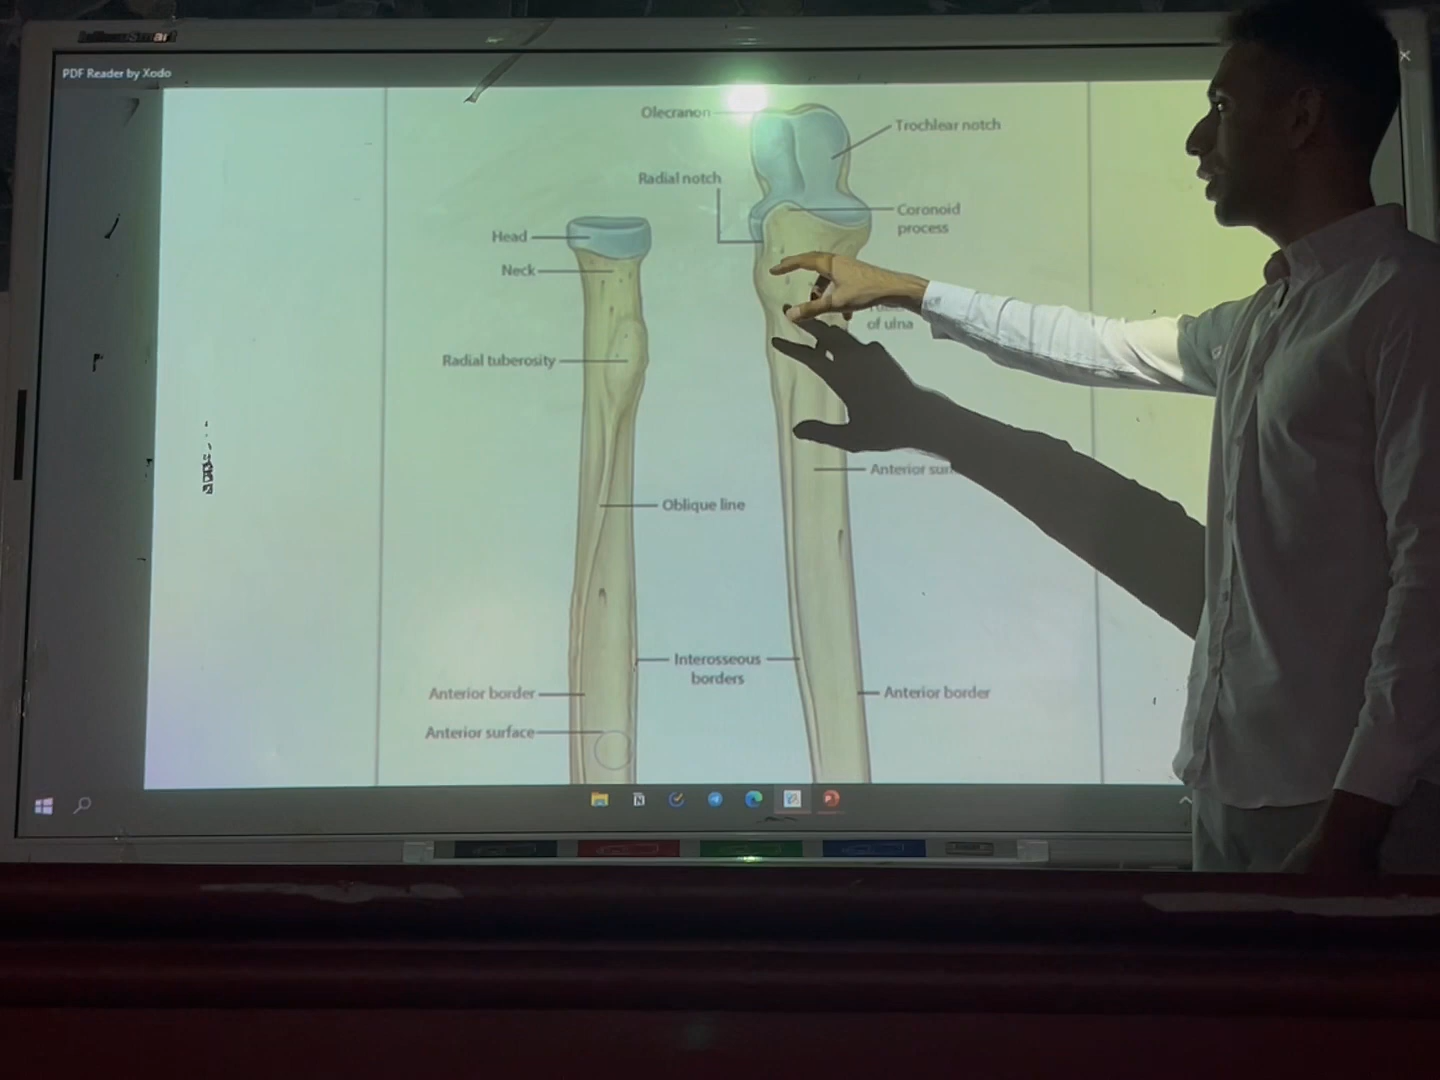 PDF Reader by Xodo
Olecranon
Trochlear notch
Radial notch
Coronoid
process
Head
Neck
of ulna
Radial tuberosity
Anterior
Oblique line
Interosseous
borders
Anterior border
Anterior border
Anterior surface